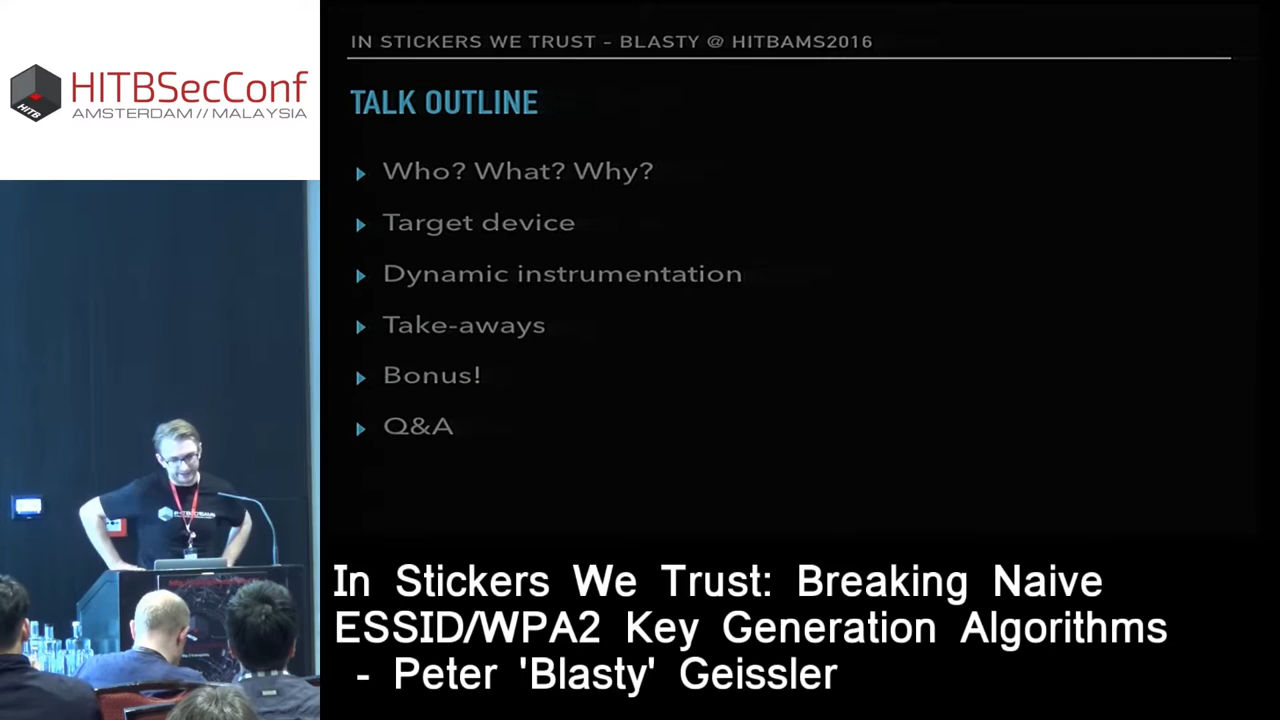 HITBSecConf
AMSTERDAM // MALAYSIA
HITB
IN STICKERS WE TRUST - BLASTY @ HITBAMS2016
TALK OUTLINE
Who? What? Why?
Target device
Dynamic instrumentation
Take-aways
Bonus!
Q&A
In Stickers We Trust: Breaking Naive
ESSID/WPA2 Key Generation Algorithms
- Peter 'Blasty' Geissler